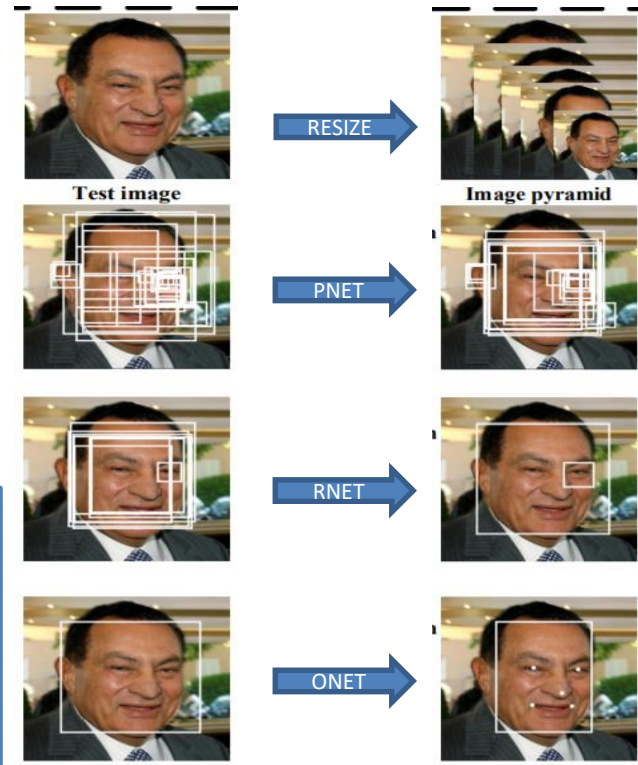 RESIZE
Test image
Image pyramid
PNET
RNET
ONET